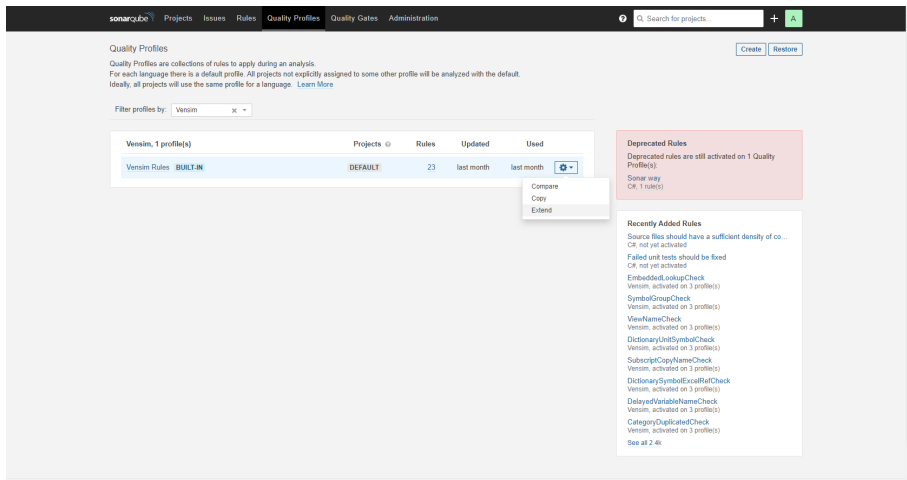 sonarqube Projects Issues Rules Quality Profiles Quality Gates Administration Search for projects... A
Quality Profiles
Create Restore
Quality Profiles are collections of rules to apply during an analysis.
For each language there is a default profile. All projects not explicitly assigned to some other profile will be analyzed with the default.
Ideally, all projects will use the same profile for a language. Learn More
Filter profiles by: Vensim
Vensim, 1 profile(s) Projects Rules Updated Used
Vensim Rules BUILT-IN DEFAULT 23 last month last month
Compare
Copy
Extend
Deprecated Rules
Deprecated rules are still activated on 1 Quality
Profile(s):
Sonar way
C#, 1 rule(s)
Recently Added Rules
Source files should have a sufficient density of co...
C#, not yet activated
Failed unit tests should be fixed
C#, not yet activated
EmbeddedLookupCheck
Vensim, activated on 3 profile(s)
SymbolGroupCheck
Vensim, activated on 3 profile(s)
ViewNameCheck
Vensim, activated on 3 profile(s)
DictionaryUnitSymbolCheck
Vensim, activated on 3 profile(s)
SubscriptCopyNameCheck
Vensim, activated on 3 profile(s)
DictionarySymbolExcelRefCheck
Vensim, activated on 3 profile(s)
DelayedVariableNameCheck
Vensim, activated on 3 profile(s)
CategoryDuplicatedCheck
Vensim, activated on 3 profile(s)
See all 2.4k